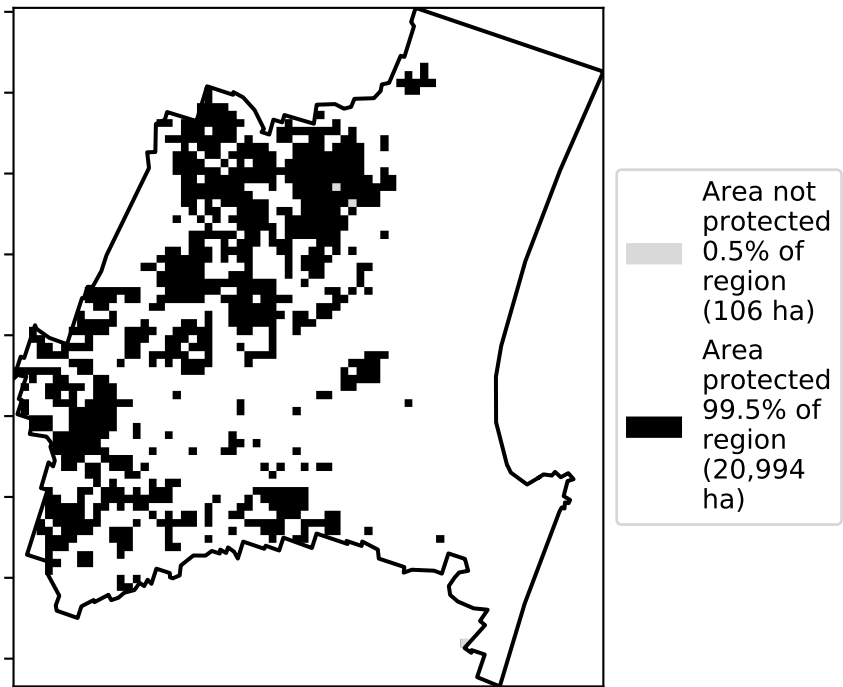 Area not
protected
0.5% of
region
(106 ha)
Area
protected
99.5% of
region
(20,994
ha)